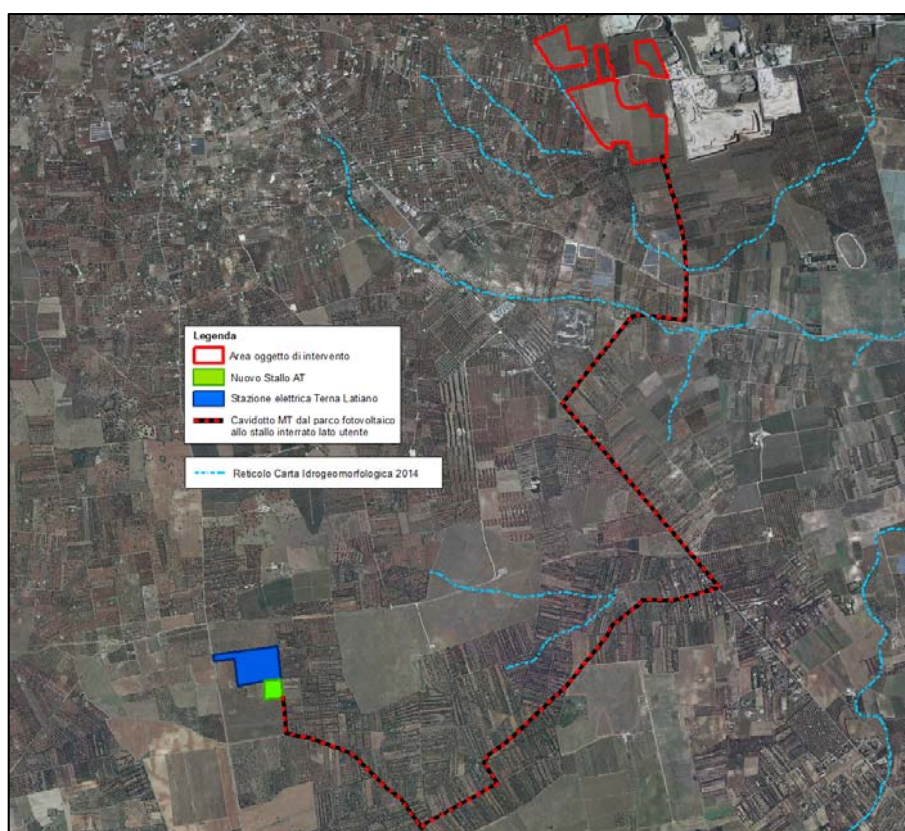 Legenda
Area oggetto di intervento
Nuovo Stallo AT
Stazione elettrica Terna Latiano
Cavidotto MT dal parco fotovoltaico
allo stallo interrato lato utente
Reticolo Carta Idrogeomorfologica 2014